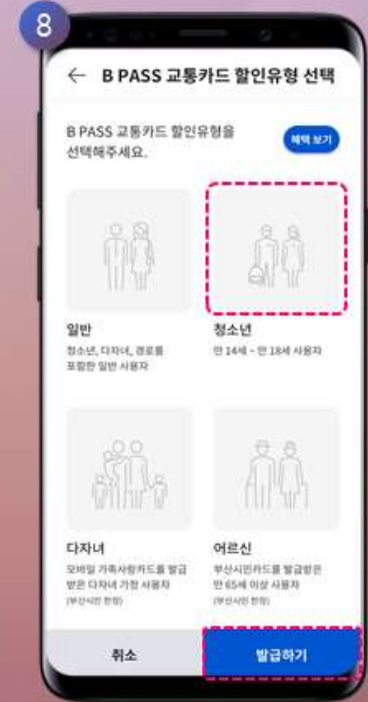 8
← B PASS 교통카드 할인유형 선택
B PASS 교통카드 할인유형을
선택해주세요.
혜택 보기
일반
청소년, 다자녀, 경로를
포함한 일반 사용자
청소년
만 14세 ~ 만 18세 사용자
다자녀
모바일 가족사랑카드를 발급
받은 다자녀 가정 사용자
(부산시민 한정)
어르신
부산시민카드를 발급받은
만 65세 이상 사용자
(부산시민 한정)
취소
발급하기